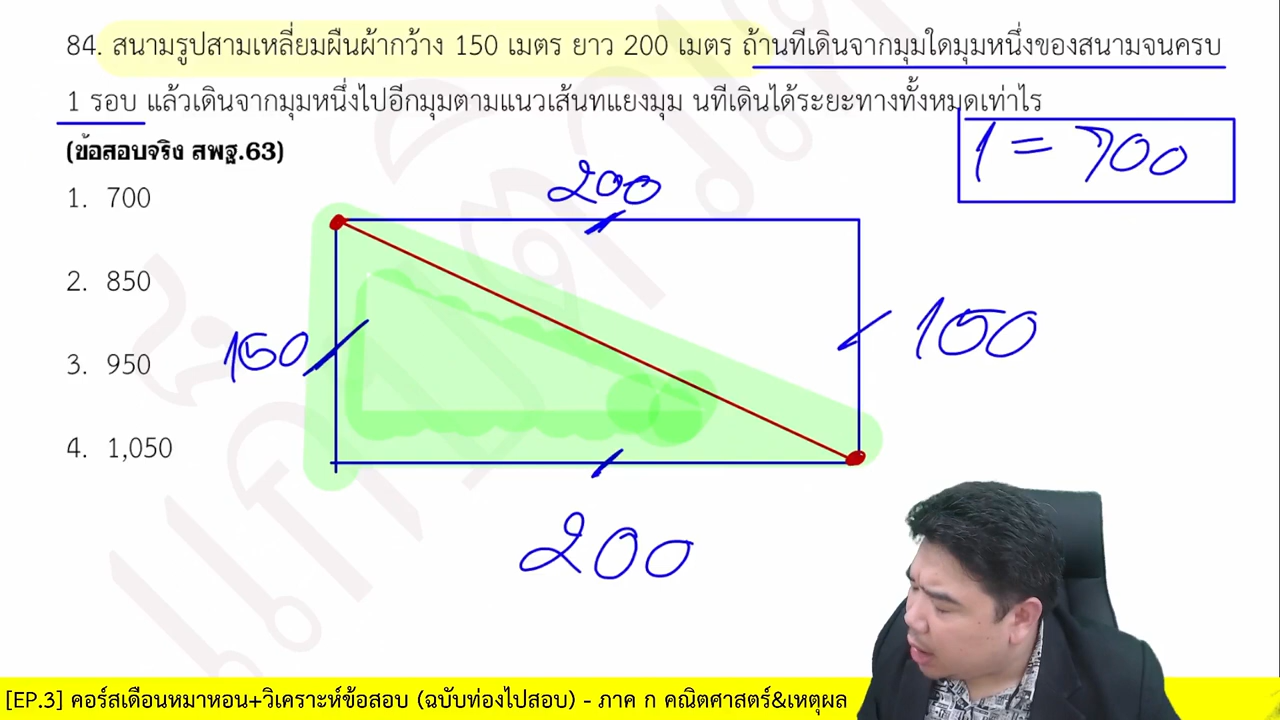 84. สนามรูปสามเหลี่ยมผืนผ้ากว้าง 150 เมตร ยาว 200 เมตร ถ้านทีเดินจากมุมใดมุมหนึ่งของสนามจนครบ
1 รอบ แล้วเดินจากมุมหนึ่งไปอีกมุมตามแนวเส้นทแยงมุม นทีเดินได้ระยะทางทั้งหมดเท่าไร
(ข้อสอบจริง สพฐ.63)
1 = 700
1. 700
200
2. 850
150
150
3. 950
4. 1,050
200
[EP.3] คอร์สเดือนหมาหอน+วิเคราะห์ข้อสอบ (ฉบับท่องไปสอบ) - ภาค ก คณิตศาสตร์&เหตุผล